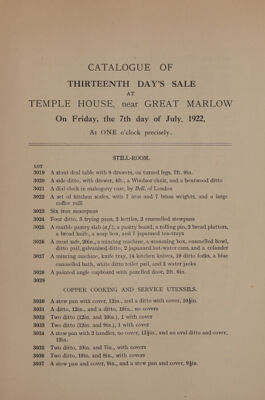 CATALOGUE OF
THIRTEENTH DAY'S SALE
AT
TEMPLE HOUSE, near GREAT MARLOW
On Friday, the 7th day of July, 1922,
At ONE o'clock precisely.
STILL-ROOM.
LOT
3019 A stout deal table with 8 drawers, on turned legs, 7ft. 9in.
3020 A side ditto, with drawer, 4ft., a Windsor chair, and a bentwood ditto
3021 A dial clock in mahogany case, by Bell, of London
3022 A set of kitchen scales, with 7 iron and 7 brass weights, and a large
coffee mill
3023 Six iron saucepans
3024 Four ditto, 3 frying pans, 2 kettles, 2 enamelled stewpans
3025 A marble pastry slab (a.f.), a pastry board, a rolling pin, 2 bread platters,
a bread knife, a soap box, and 7 japanned tea-trays
3026 A meat safe, 20in., a mincing machine, a seasoning box, enamelled bowl,
ditto pail, galvanised ditto, 2 japanned hot-water cans, and a colander
3027 A mincing machine, knife tray, 14 kitchen knives, 19 ditto forks, a blue
enamelled bath, white ditto toilet pail, and 2 water jacks
3028 A painted angle cupboard with panelled door, 2ft. 6in.
3029
COPPER COOKING AND SERVICE UTENSILS.
3030 A stew pan with cover, 12in., and a ditto with cover, 10½in.
3031 A ditto, 12in., and a ditto, 10in., no covers
3032 Two ditto (12in. and 10in.), 1 with cover
3033 Two ditto (12in. and 9in.), 1 with cover
3034 A stew pan with 2 handles, no cover, 12½in., and an oval ditto and cover,
12in.
3035 Two ditto, 10in. and 7in., with covers
3036 Two ditto, 10in. and 8in., with covers
3037 A stew pan and cover, 9in., and a stew pan and cover, 9½in.